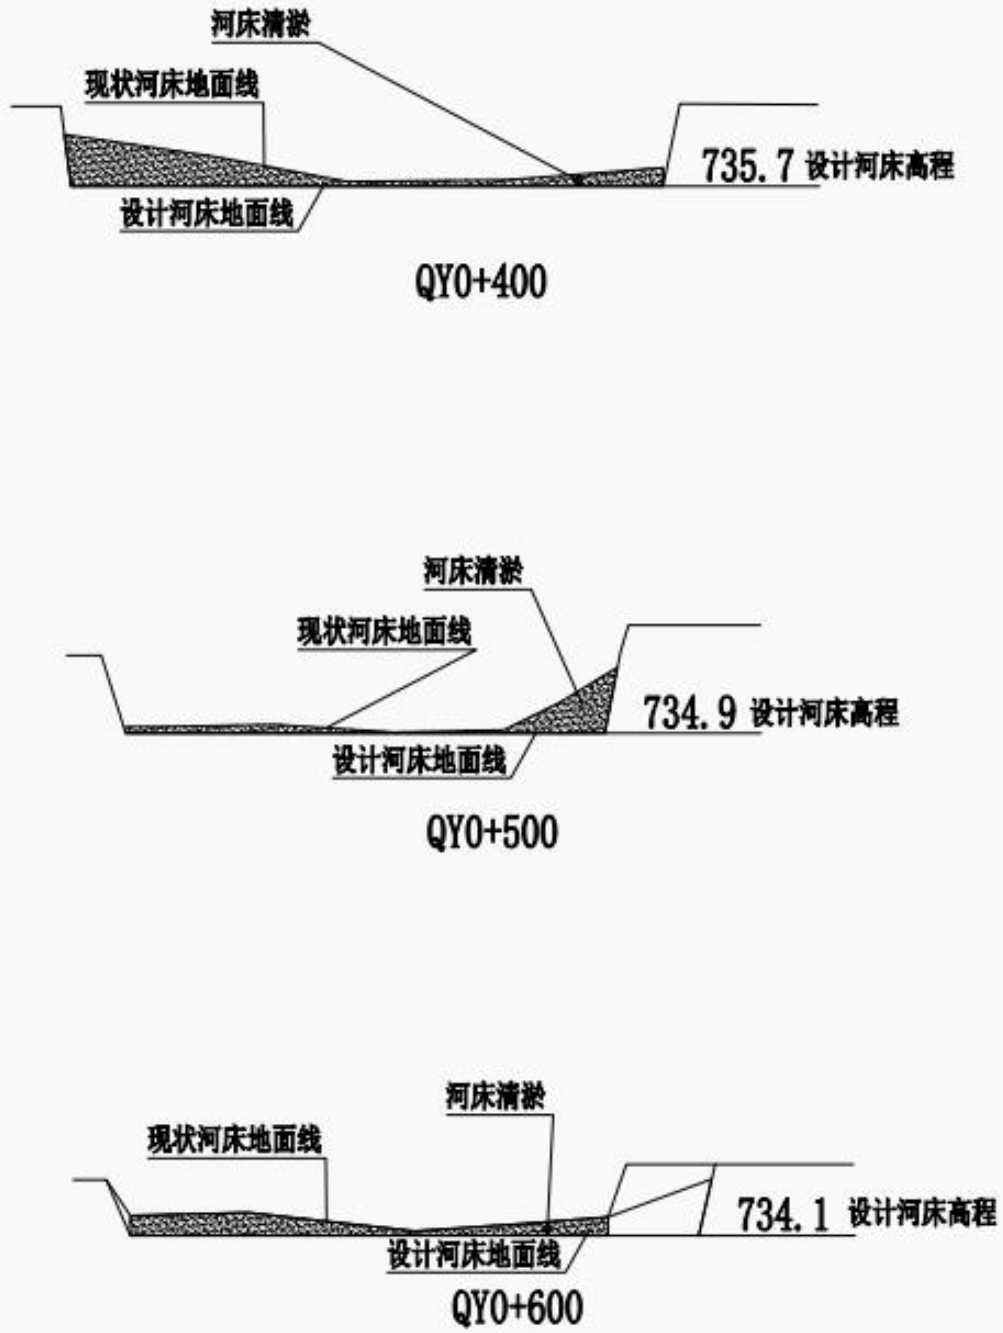 河床清淤
现状河床地面线
735.7 设计河床高程
设计河床地面线
QY0+400
河床清淤
现状河床地面线
734.9 设计河床高程
设计河床地面线
QY0+500
河床清淤
现状河床地面线
734.1 设计河床高程
设计河床地面线
QY0+600